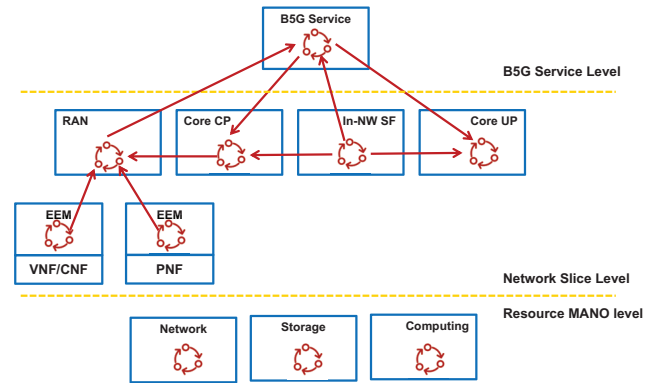 B5G Service
B5G Service Level
RAN
Core CP
In-NW SF
Core UP
EEM
EEM
VNF/CNF
PNF
Network Slice Level
Resource MANO level
Network
Storage
Computing